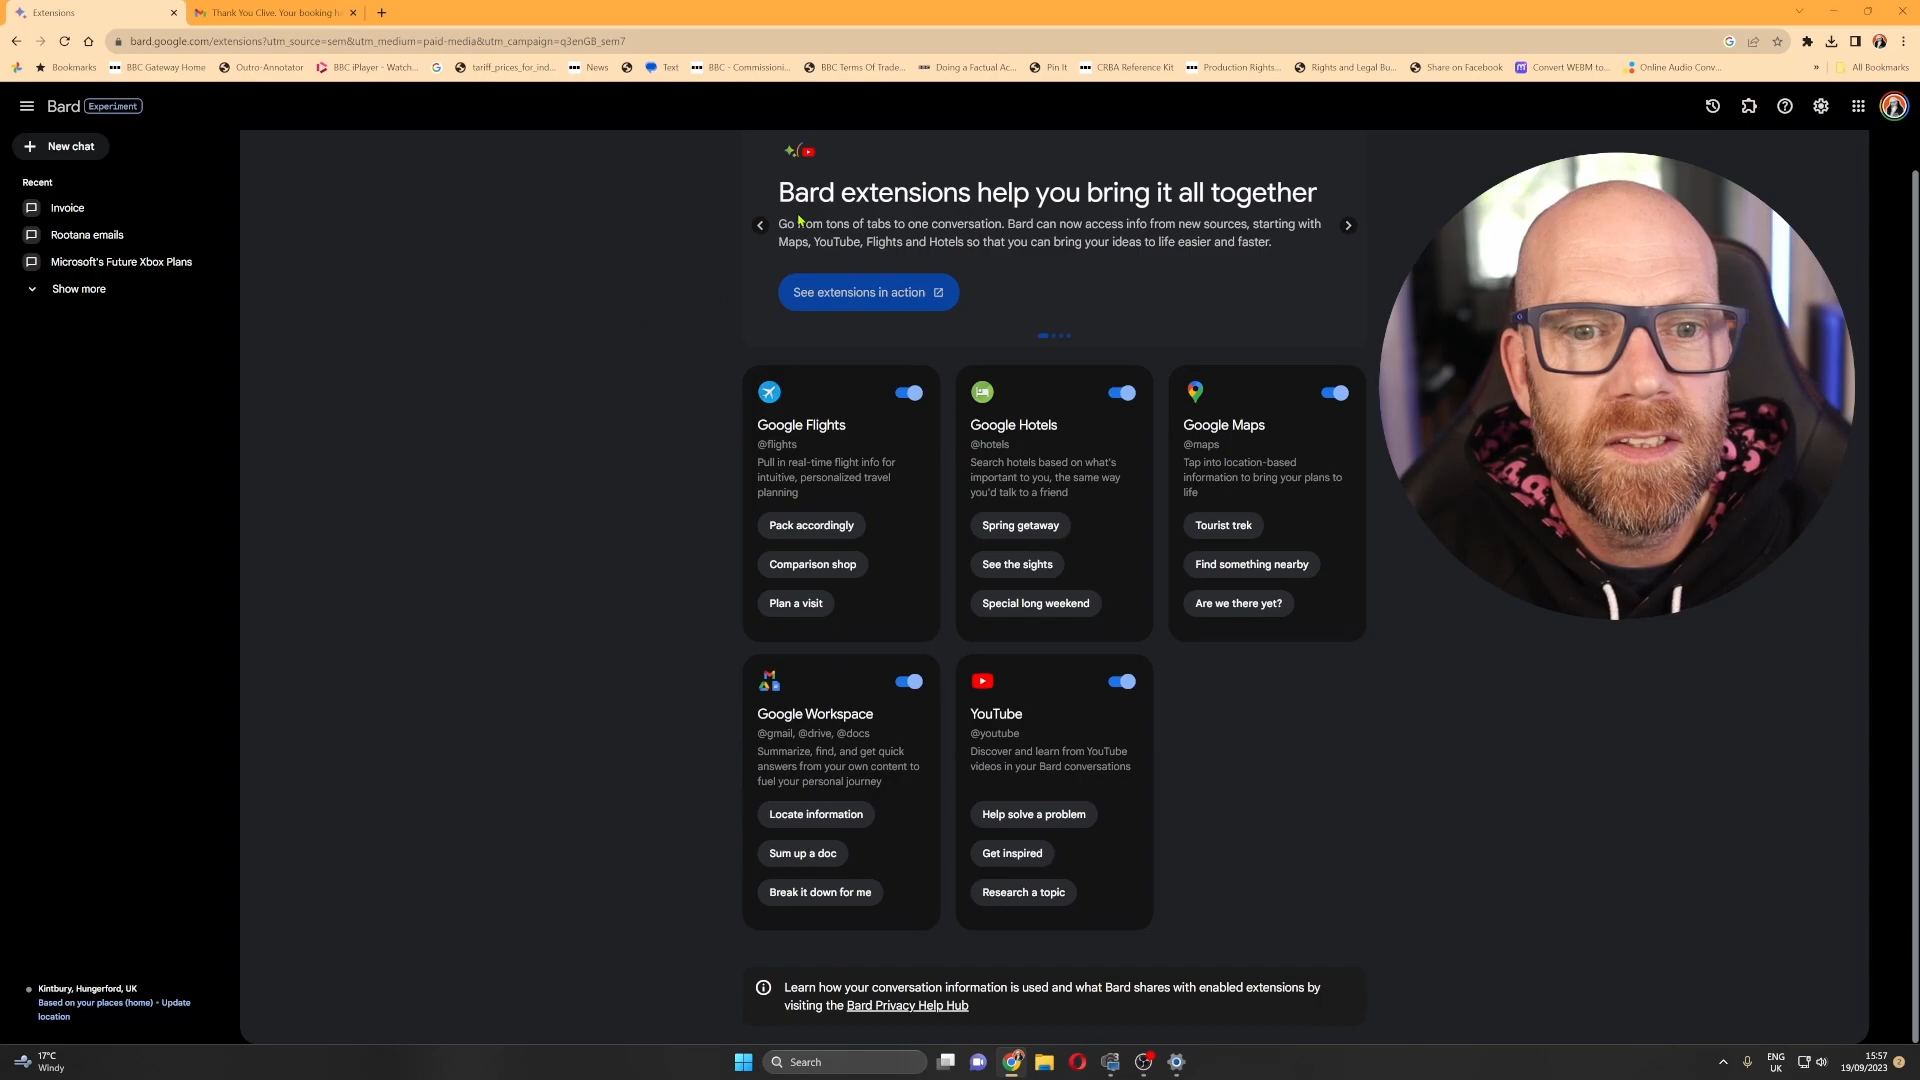 Extensions
Thank You Clive. Your booking ha
bard.google.com/extensions?utm_source=sem&utm_medium=paid-media&utm_campaign=q3enGB_sem7
Bookmarks
BBC Gateway Home
Outro-Annotator
BBC iPlayer - Watch...
tariff_prices_for_ind...
News
Text
BBC - Commissioni...
BBC Terms Of Trade...
Doing a Factual Ac...
Pin It
CRBA Reference Kit
Production Rights...
Rights and Legal Bu...
Share on Facebook
Convert WEBM to...
Online Audio Conv...
»
All Bookmarks
Bard Experiment
New chat
Recent
Invoice
Rootana emails
Microsoft's Future Xbox Plans
Show more
Bard extensions help you bring it all together
Go from tons of tabs to one conversation. Bard can now access info from new sources, starting with
Maps, YouTube, Flights and Hotels so that you can bring your ideas to life easier and faster.
See extensions in action
Google Flights
@flights
Pull in real-time flight info for
intuitive, personalized travel
planning
Pack accordingly
Comparison shop
Plan a visit
Google Hotels
@hotels
Search hotels based on what's
important to you, the same way
you'd talk to a friend
Spring getaway
See the sights
Special long weekend
Google Maps
@maps
Tap into location-based
information to bring your plans to
life
Tourist trek
Find something nearby
Are we there yet?
Google Workspace
@gmail, @drive, @docs
Summarize, find, and get quick
answers from your own content to
fuel your personal journey
Locate information
Sum up a doc
Break it down for me
YouTube
@youtube
Discover and learn from YouTube
videos in your Bard conversations
Help solve a problem
Get inspired
Research a topic
Learn how your conversation information is used and what Bard shares with enabled extensions by
visiting the Bard Privacy Help Hub
Kintbury, Hungerford, UK
Based on your places (home) • Update
location
17°C
Windy
Search
ENG
UK
15:57
19/09/2023
2